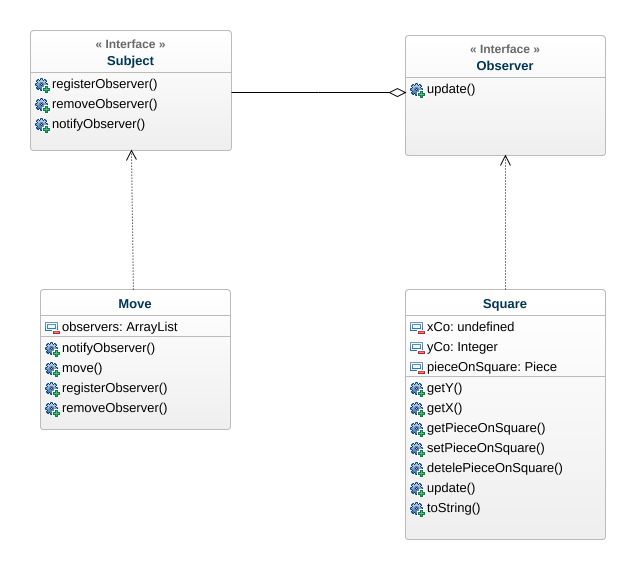 « Interface »
Subject
registerObserver()
removeObserver()
notifyObserver()
« Interface »
Observer
update()
Move
observers: ArrayList
notifyObserver()
move()
registerObserver()
removeObserver()
Square
xCo: undefined
yCo: Integer
pieceOnSquare: Piece
getY()
getX()
getPieceOnSquare()
setPieceOnSquare()
detelePieceOnSquare()
update()
toString()